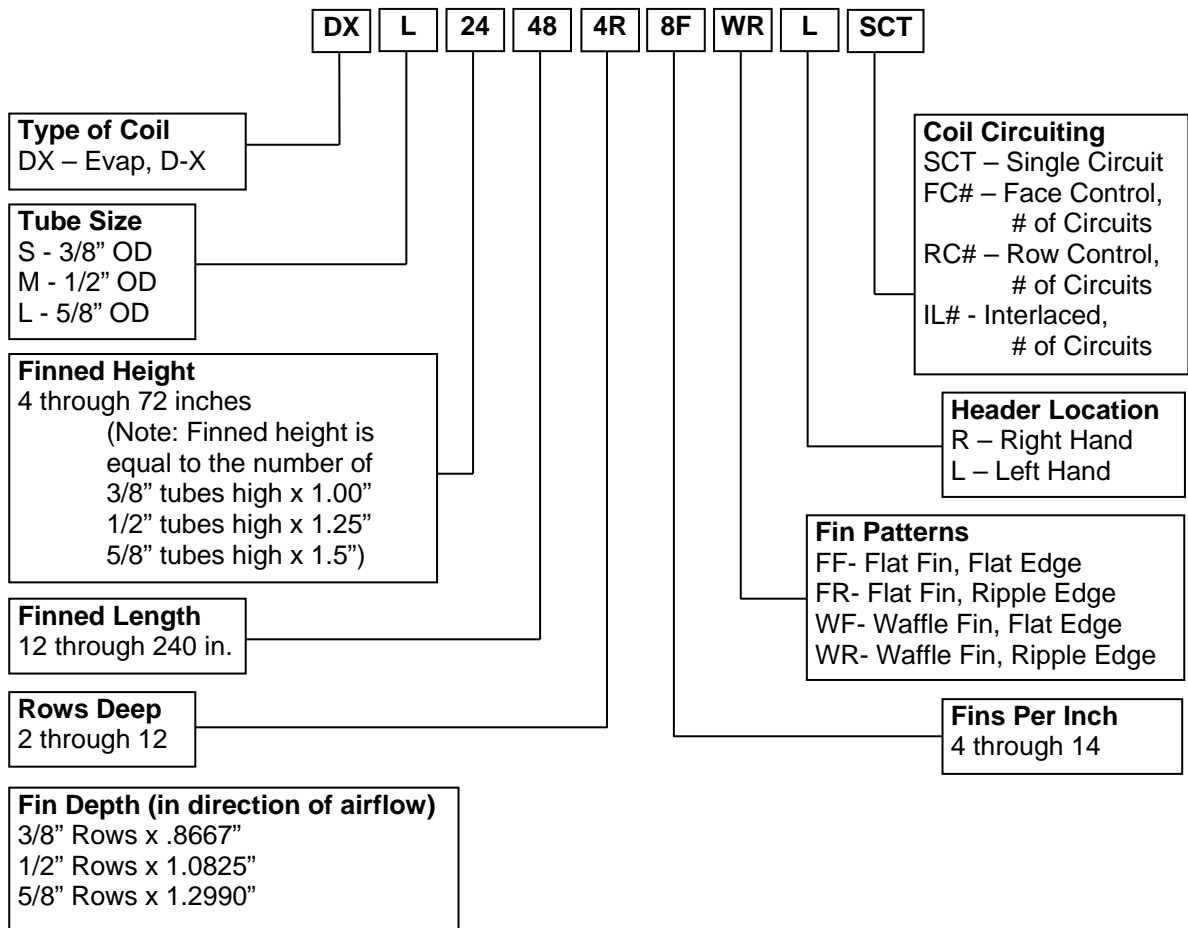 DX L 24 48 4R 8F WR L SCT
Type of Coil
DX – Evap, D-X
Tube Size
S - 3/8” OD
M - 1/2” OD
L - 5/8” OD
Finned Height
4 through 72 inches
(Note: Finned height is
equal to the number of
3/8” tubes high x 1.00”
1/2” tubes high x 1.25”
5/8” tubes high x 1.5”)
Finned Length
12 through 240 in.
Rows Deep
2 through 12
Fin Depth (in direction of airflow)
3/8” Rows x .8667”
1/2” Rows x 1.0825”
5/8” Rows x 1.2990”
Coil Circuiting
SCT – Single Circuit
FC# – Face Control,
# of Circuits
RC# – Row Control,
# of Circuits
IL# - Interlaced,
# of Circuits
Header Location
R – Right Hand
L – Left Hand
Fin Patterns
FF- Flat Fin, Flat Edge
FR- Flat Fin, Ripple Edge
WF- Waffle Fin, Flat Edge
WR- Waffle Fin, Ripple Edge
Fins Per Inch
4 through 14